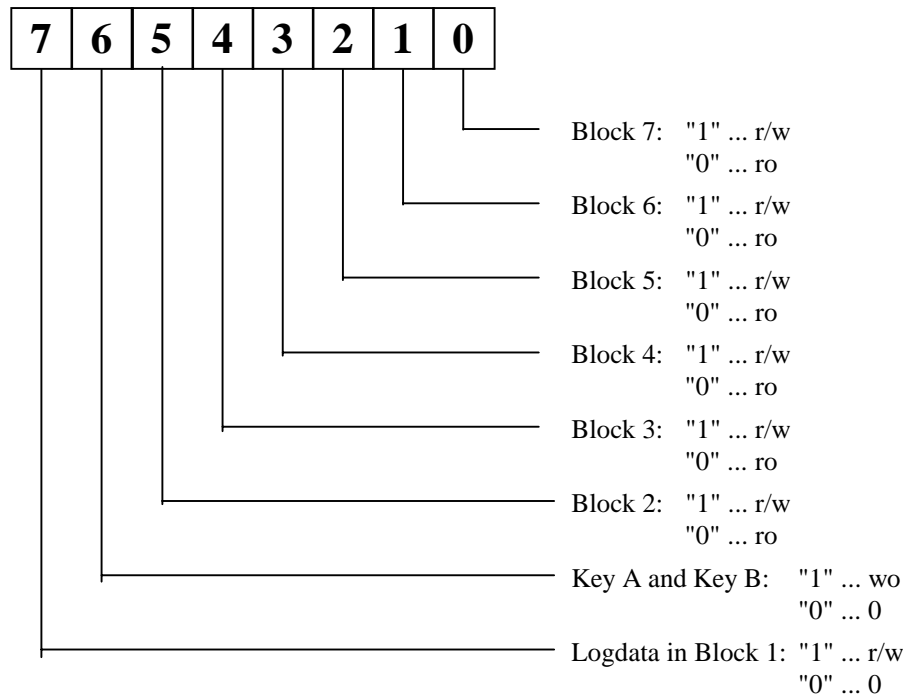 7 6 5 4 3 2 1 0
Block 7: "1" ... r/w
"0" ... ro
Block 6: "1" ... r/w
"0" ... ro
Block 5: "1" ... r/w
"0" ... ro
Block 4: "1" ... r/w
"0" ... ro
Block 3: "1" ... r/w
"0" ... ro
Block 2: "1" ... r/w
"0" ... ro
Key A and Key B: "1" ... wo
"0" ... 0
Logdata in Block 1: "1" ... r/w
"0" ... 0